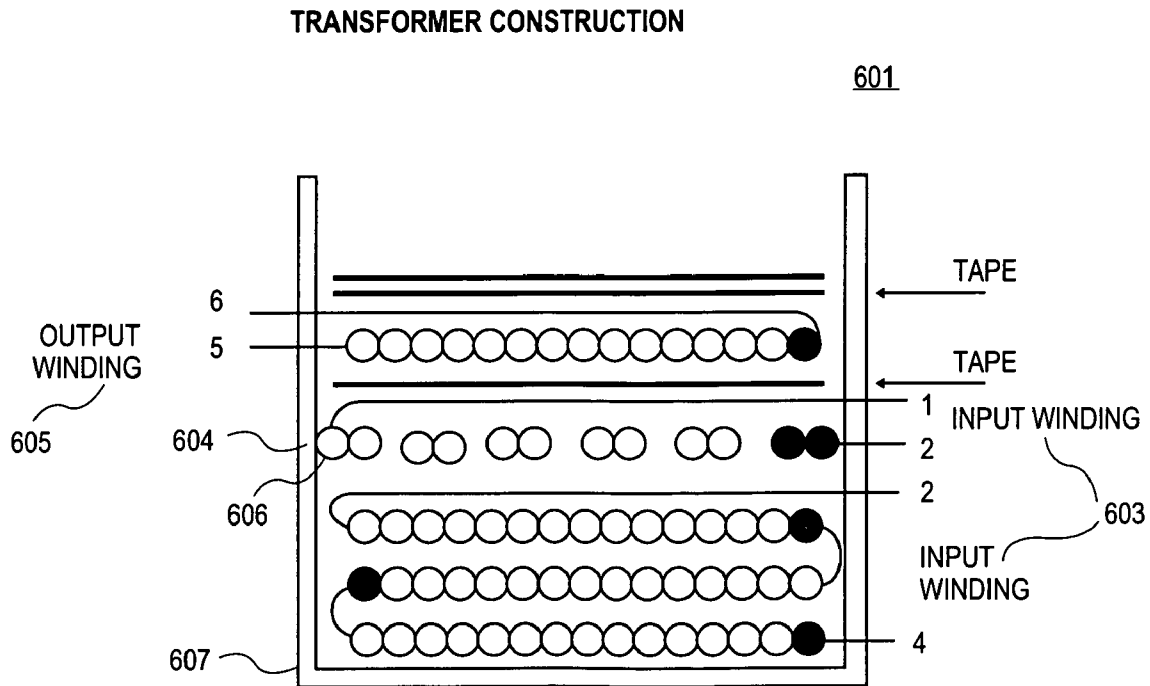 TRANSFORMER CONSTRUCTION
601
TAPE
6
OUTPUT
WINDING
5
TAPE
605
604
1
INPUT WINDING
2
606
2
603
INPUT
WINDING
4
607